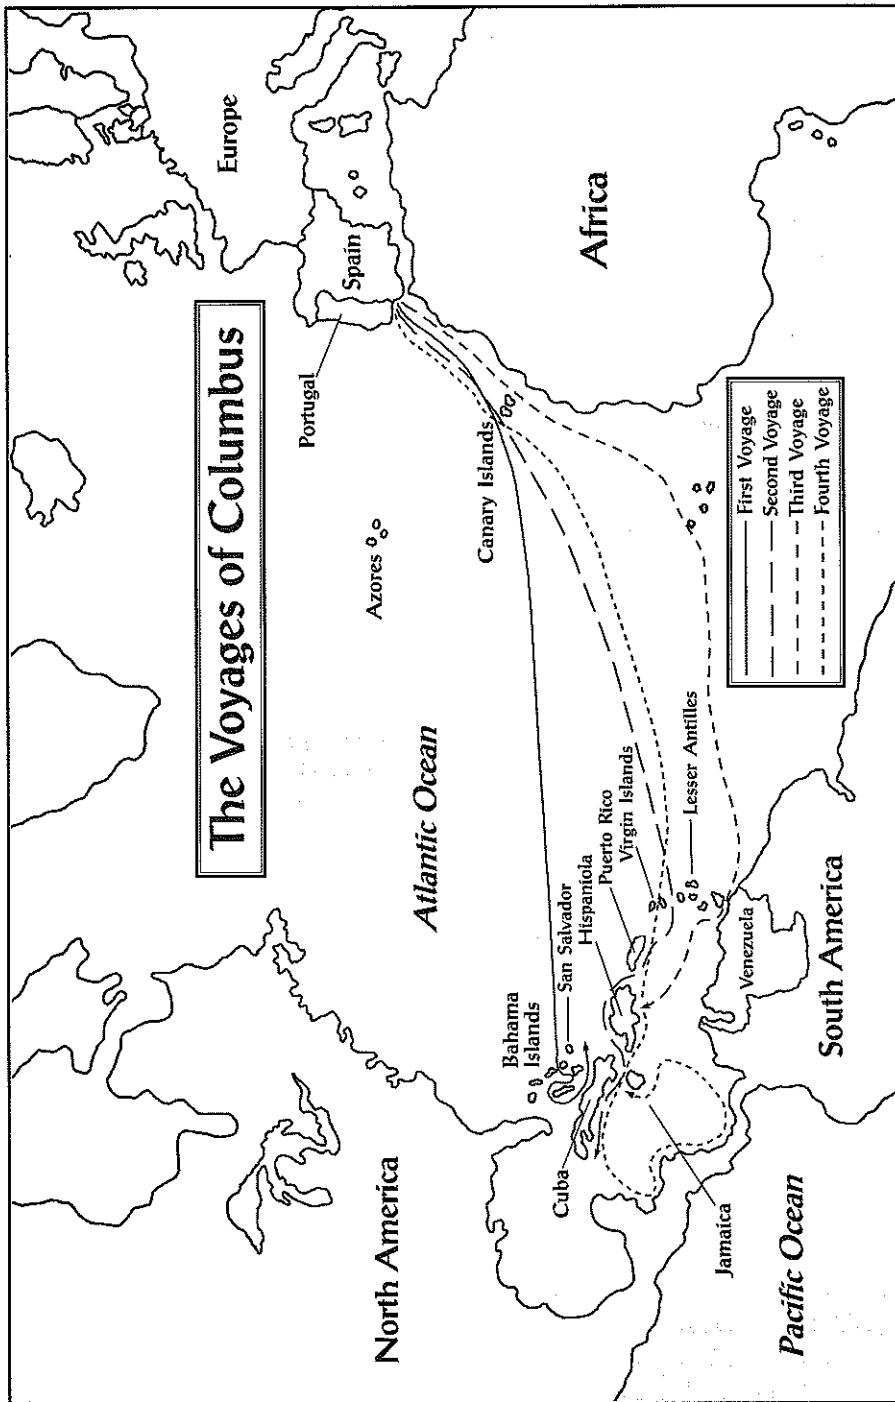 The Voyages of Columbus
North America
Atlantic Ocean
Europe
Azores
Portugal
Spain
Canary Islands
Africa
Bahama
Islands
San Salvador
Hispaniola
Puerto Rico
Virgin Islands
Lesser Antilles
Cuba
Jamaica
Pacific Ocean
South America
Venezuela
First Voyage
Second Voyage
Third Voyage
Fourth Voyage